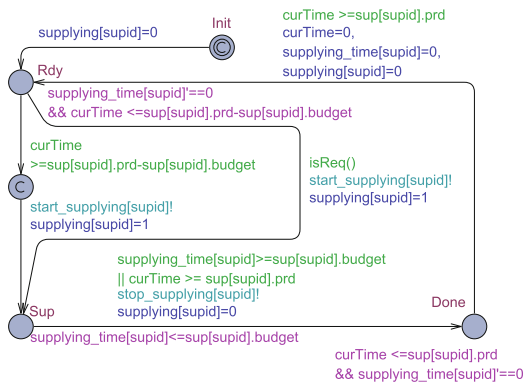 Init
supplying[supid]=0
curTime >=sup[supid].prd
curTime=0,
supplying_time[supid]=0,
supplying[supid]=0
C
Rdy
supplying_time[supid]'==0
&& curTime <=sup[supid].prd-sup[supid].budget
curTime
>=sup[supid].prd-sup[supid].budget
isReq()
start_supplying[supid]!
supplying[supid]=1
C
start_supplying[supid]!
supplying[supid]=1
supplying_time[supid]>=sup[supid].budget
|| curTime >= sup[supid].prd
stop_supplying[supid]!
supplying[supid]=0
Sup
Done
supplying_time[supid]<=sup[supid].budget
curTime <=sup[supid].prd
&& supplying_time[supid]'==0